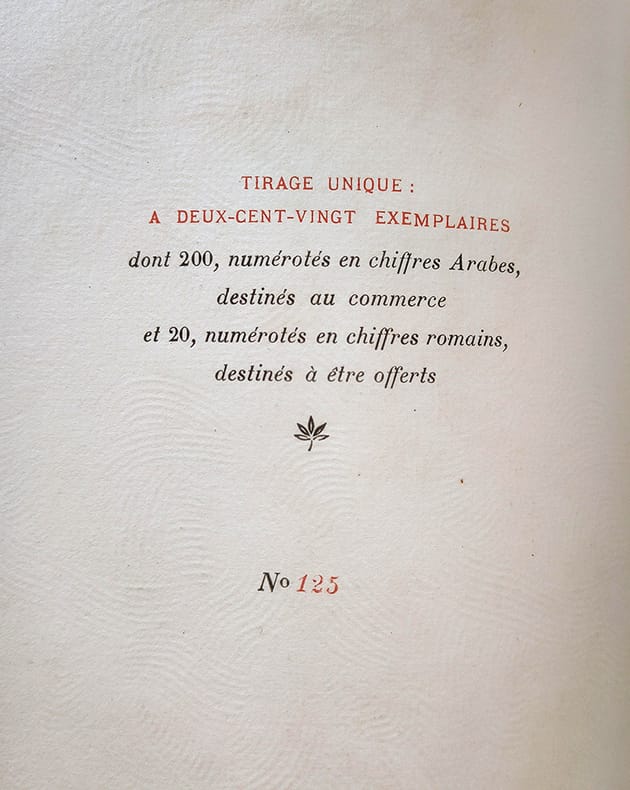 TIRAGE UNIQUE :
A DEUX-CENT-VINGT EXEMPLAIRES
dont 200, numérotés en chiffres Arabes,
destinés au commerce
et 20, numérotés en chiffres romains,
destinés à être offerts
No 125